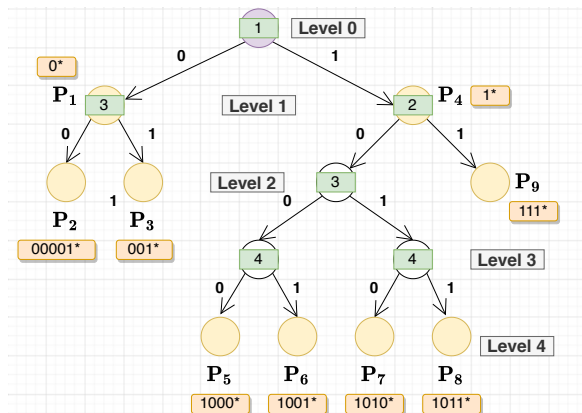 1 Level 0
0 1
0*
P1 3 Level 1 2 P4 1*
0 1 0 1
Level 2 3 P9
P2 1 P3 0 1 111*
00001* 001*
4 4 Level 3
0 1 0 1
Level 4
P5 P6 P7 P8
1000* 1001* 1010* 1011*